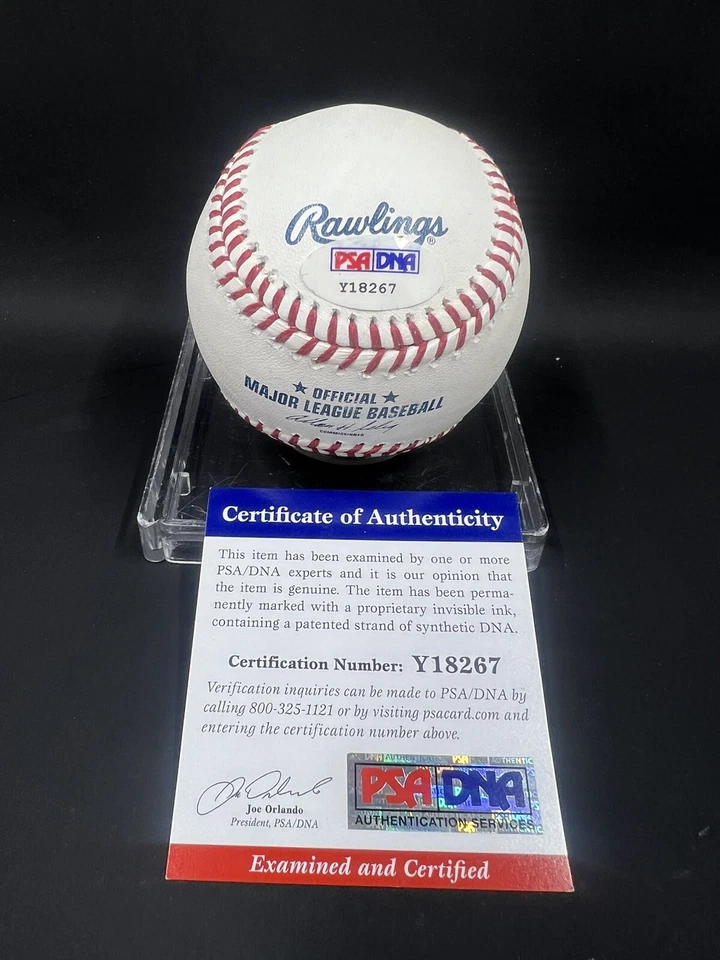 Rawlings®
PSA DNA
Y18267
OFFICIAL
MAJOR LEAGUE BASEBALL
COMMISSIONER
Certificate of Authenticity
This item has been examined by one or more
PSA/DNA experts and it is our opinion that
the item is genuine. The item has been perma-
nently marked with a proprietary invisible ink,
containing a patented strand of synthetic DNA.
Certification Number: Y18267
Verification inquiries can be made to PSA/DNA by
calling 800-325-1121 or by visiting psacard.com and
entering the certification number above.
Joe Orlando
President, PSA/DNA
PSA DNA
AUTHENTICATION SERVICES
Examined and Certified